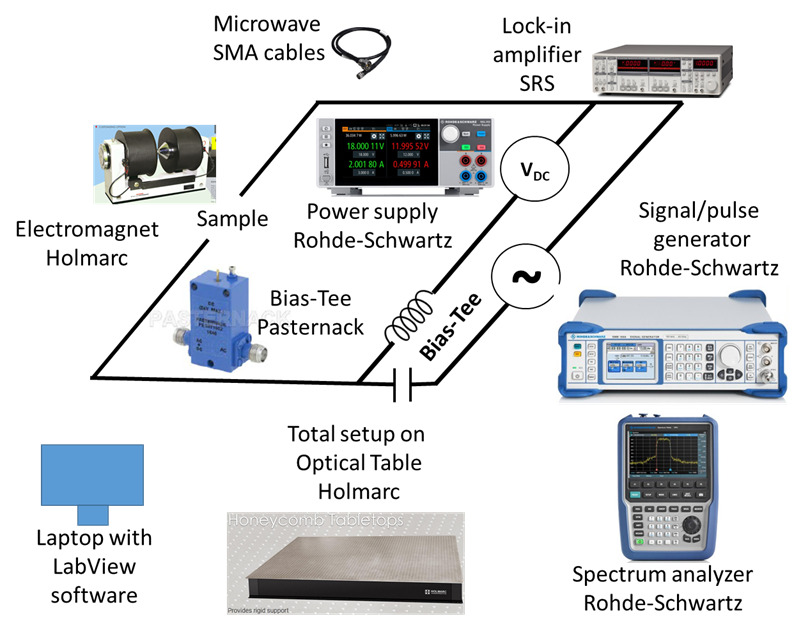 Microwave
SMA cables
Lock-in
amplifier
SRS
Electromagnet
Holmarc
Sample
18.000 11V
11.995 52V
2.001 80 A
0.499 91 A
Power supply
Rohde-Schwartz
VDC
Signal/pulse
generator
Rohde-Schwartz
PASTERNACK
Bias-Tee
Pasternack
Bias-Tee
~
Total setup on
Optical Table
Holmarc
Honeycomb Tabletops
HOLMARC
Provides rigid support
Laptop with
LabView
software
Spectrum analyzer
Rohde-Schwartz